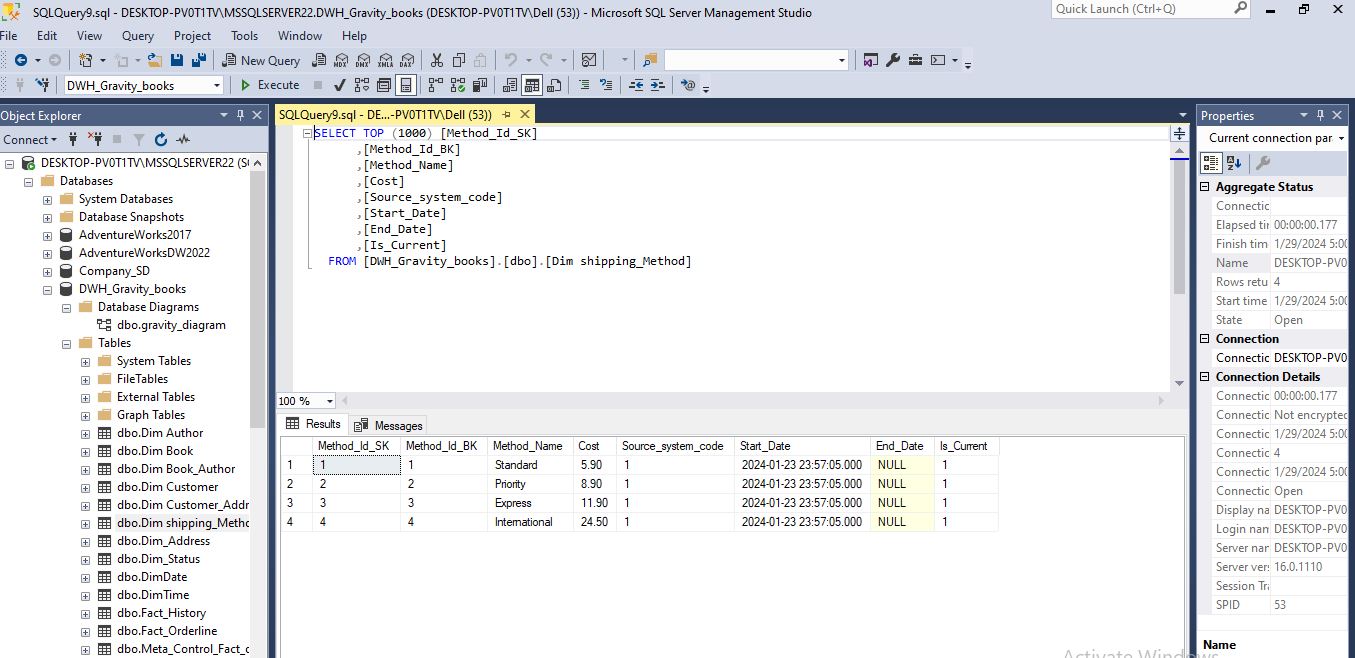 SQLQuery9.sql - DESKTOP-PV0T1TV\MSSQLSERVER22.DWH_Gravity_books (DESKTOP-PV0T1TV\Dell (53)) - Microsoft SQL Server Management Studio
Quick Launch (Ctrl+Q)
File Edit View Query Project Tools Window Help
New Query MDX DMX XMLA DAX
DWH_Gravity_books Execute
Object Explorer
Connect
DESKTOP-PV0T1TV\MSSQLSERVER22 (S
Databases
System Databases
Database Snapshots
AdventureWorks2017
AdventureWorksDW2022
Company_SD
DWH_Gravity_books
Database Diagrams
dbo.gravity_diagram
Tables
System Tables
FileTables
External Tables
Graph Tables
dbo.Dim Author
dbo.Dim Book
dbo.Dim Book_Author
dbo.Dim Customer
dbo.Dim Customer_Addr
dbo.Dim shipping_Metho
dbo.Dim_Address
dbo.Dim_Status
dbo.DimDate
dbo.DimTime
dbo.Fact_History
dbo.Fact_Orderline
dbo.Meta_Control_Fact_c
SQLQuery9.sql - DE...-PV0T1TV\Dell (53))
SELECT TOP (1000) [Method_Id_SK]
,[Method_Id_BK]
,[Method_Name]
,[Cost]
,[Source_system_code]
,[Start_Date]
,[End_Date]
,[Is_Current]
FROM [DWH_Gravity_books].[dbo].[Dim shipping_Method]
100 %
Results Messages
Method_Id_SK Method_Id_BK Method_Name Cost Source_system_code Start_Date End_Date Is_Current
1 1 1 Standard 5.90 1 2024-01-23 23:57:05.000 NULL 1
2 2 2 Priority 8.90 1 2024-01-23 23:57:05.000 NULL 1
3 3 3 Express 11.90 1 2024-01-23 23:57:05.000 NULL 1
4 4 4 International 24.50 1 2024-01-23 23:57:05.000 NULL 1
Properties
Current connection par
Aggregate Status
Connectic
Elapsed tir 00:00:00.177
Finish time 1/29/2024 5:00
Name DESKTOP-PV0
Rows retu 4
Start time 1/29/2024 5:00
State Open
Connection
Connectic DESKTOP-PV0
Connection Details
Connectic 00:00:00.177
Connectic Not encrypted
Connectic 1/29/2024 5:00
Connectic 4
Connectic 1/29/2024 5:00
Connectic Open
Display na DESKTOP-PV0
Login nam DESKTOP-PV0
Server nan DESKTOP-PV0
Server vers 16.0.1110
Session Tra
SPID 53
Name
Activate Windows